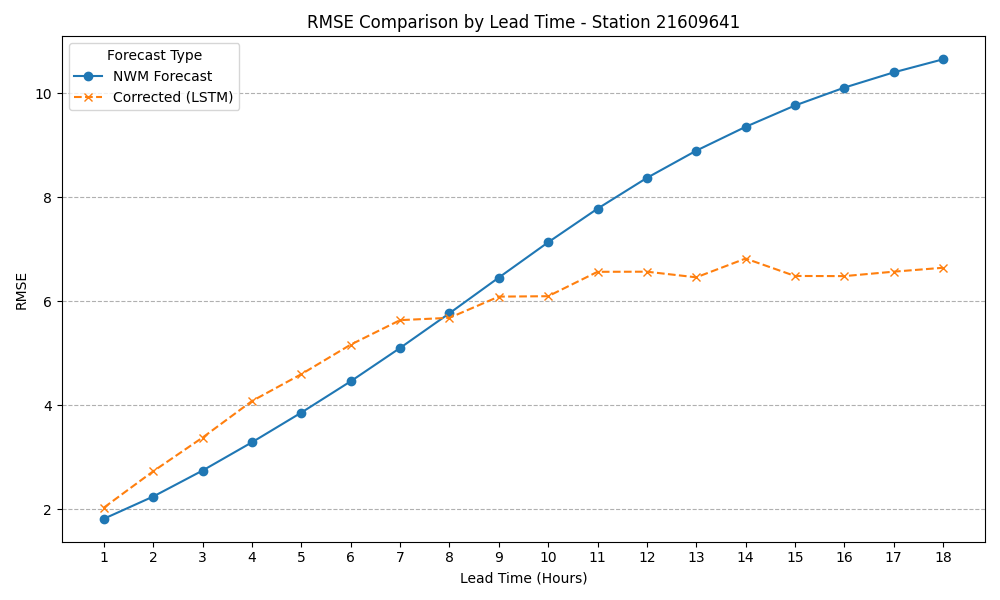 RMSE Comparison by Lead Time - Station 21609641
Forecast Type
NWM Forecast
Corrected (LSTM)
RMSE
10
8
6
4
2
1 2 3 4 5 6 7 8 9 10 11 12 13 14 15 16 17 18
Lead Time (Hours)